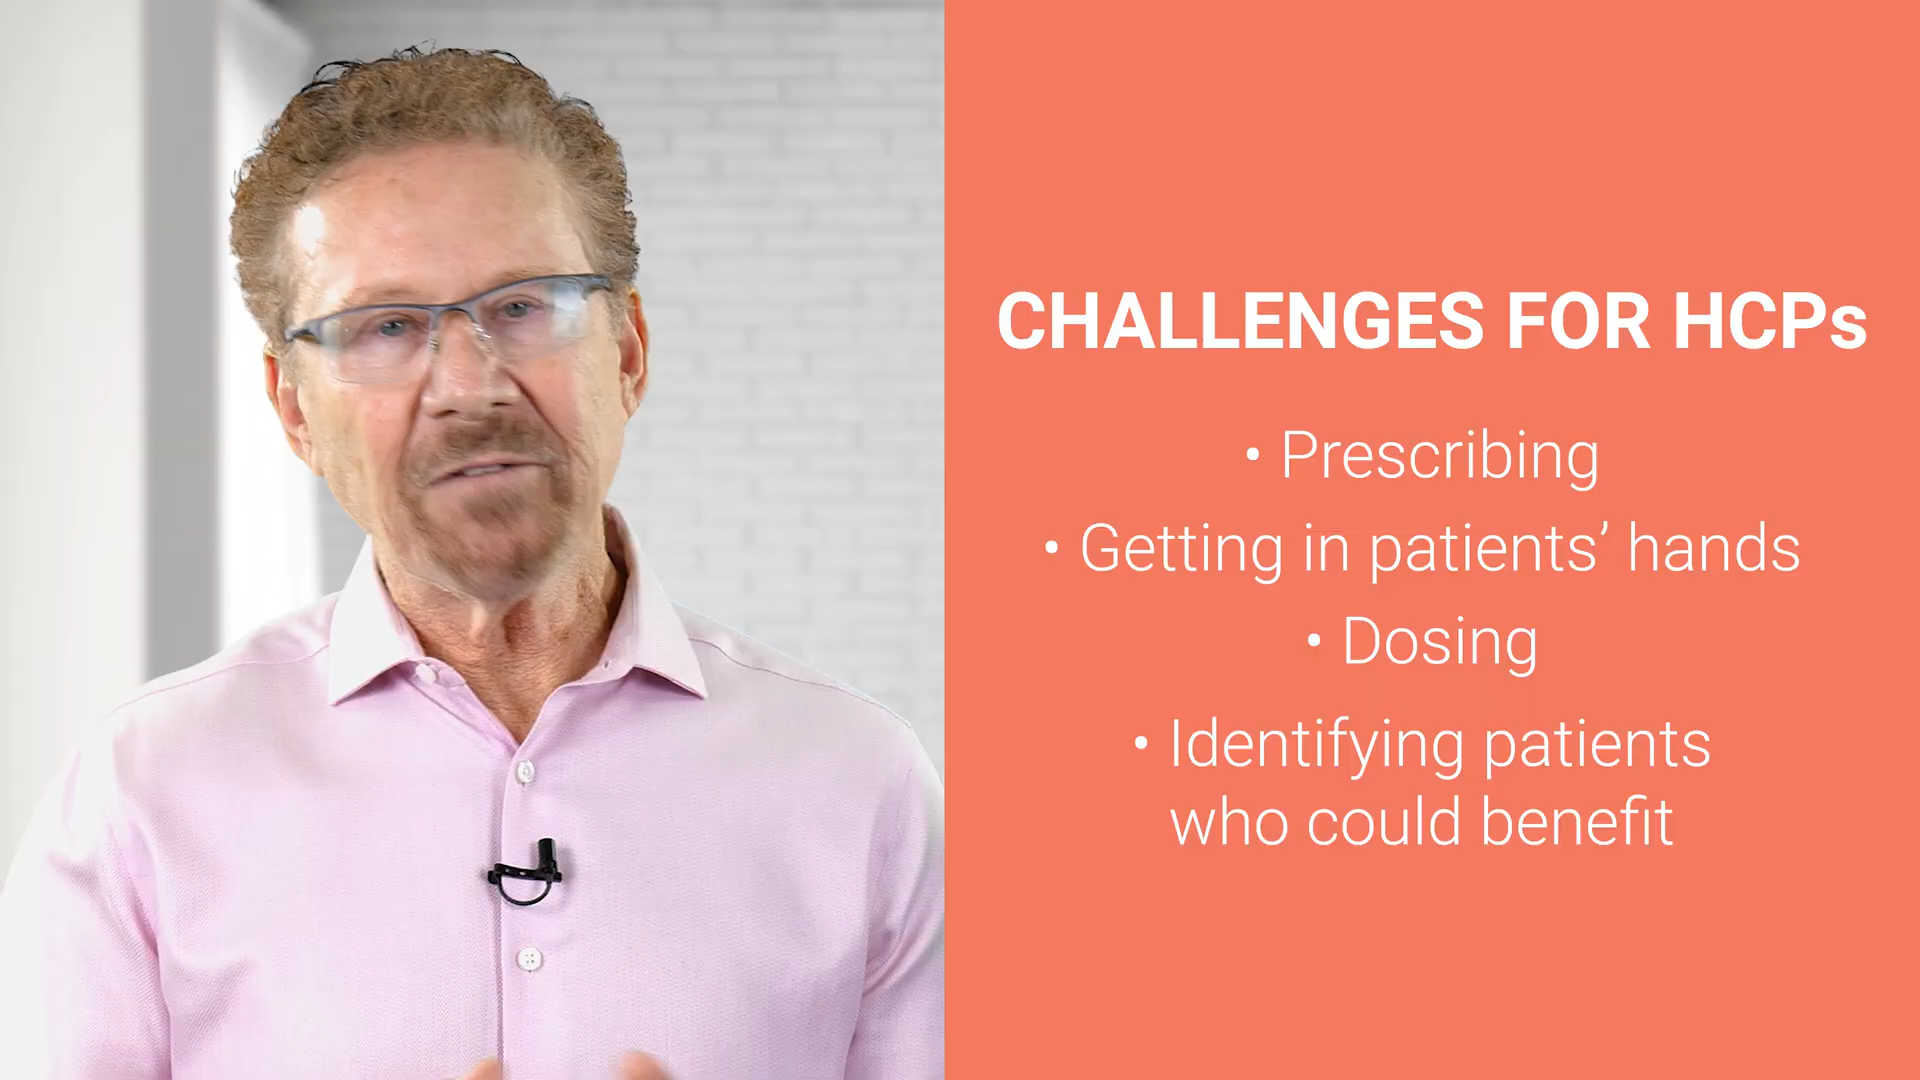 CHALLENGES FOR HCPs
• Prescribing
• Getting in patients’ hands
• Dosing
• Identifying patients
who could benefit